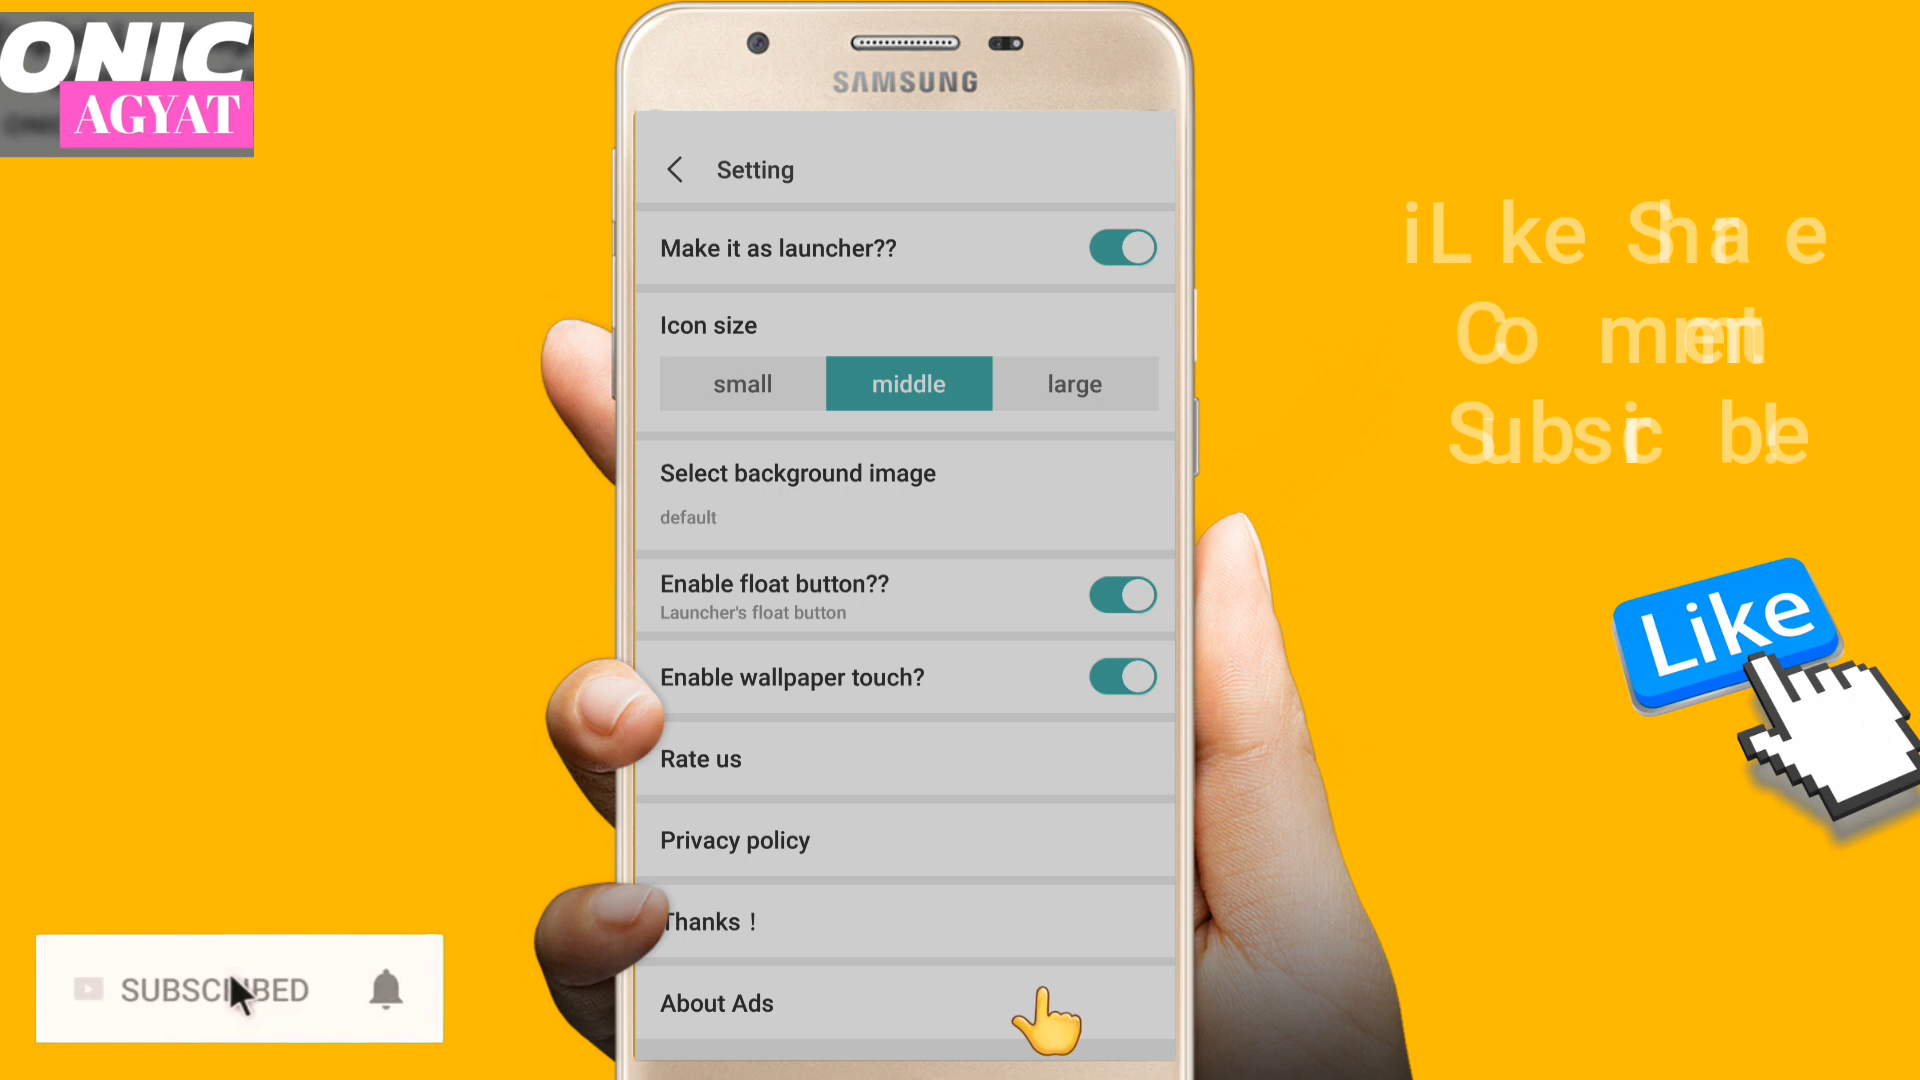 ONIC
AGYAT
SAMSUNG
Setting
Make it as launcher??
Icon size
small middle large
Select background image
default
Enable float button??
Launcher's float button
Enable wallpaper touch?
Rate us
Privacy policy
Thanks !
About Ads
Like